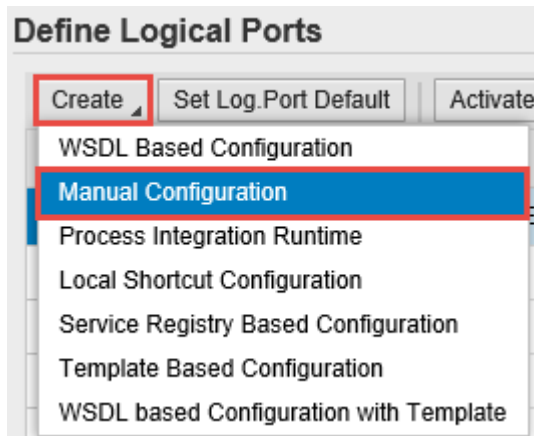 Define Logical Ports
Create Set Log.Port Default Activate
WSDL Based Configuration
Manual Configuration
Process Integration Runtime
Local Shortcut Configuration
Service Registry Based Configuration
Template Based Configuration
WSDL based Configuration with Template